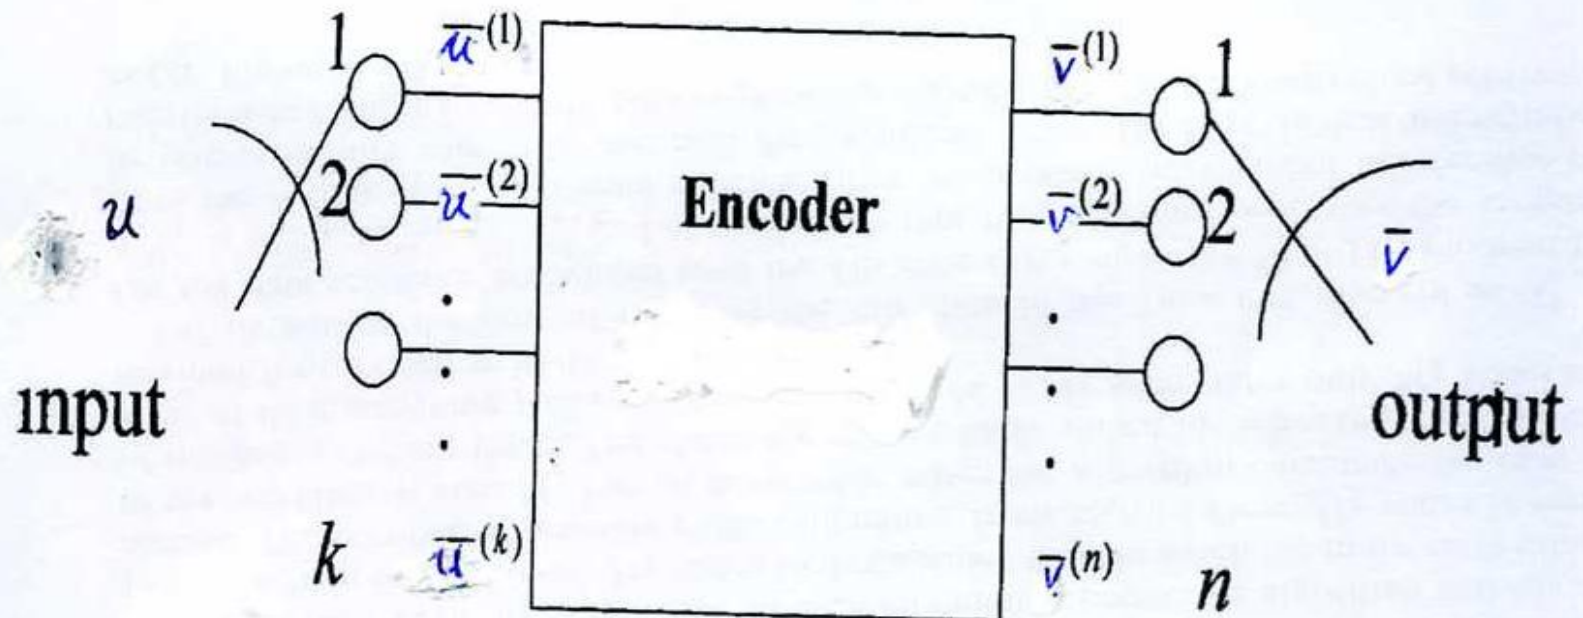 1 u̅⁽¹⁾
v̅⁽¹⁾ 1
2 u̅⁽²⁾
v̅⁽²⁾ 2
u
Encoder
v̅
input
output
k u̅⁽ᵏ⁾
v̅⁽ⁿ⁾ n